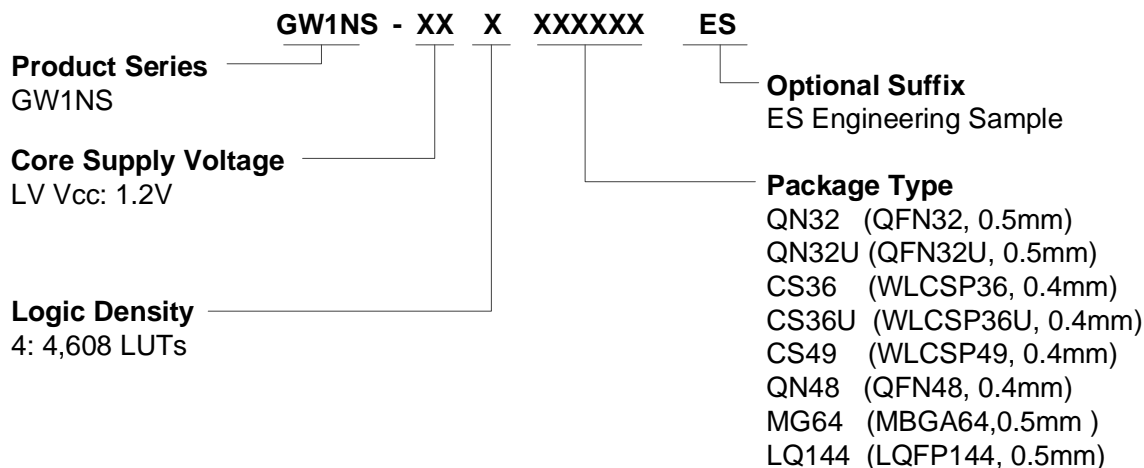 GW1NS - XX X XXXXXX ES
Product Series
GW1NS
Core Supply Voltage
LV Vcc: 1.2V
Logic Density
4: 4,608 LUTs
Optional Suffix
ES Engineering Sample
Package Type
QN32 (QFN32, 0.5mm)
QN32U (QFN32U, 0.5mm)
CS36 (WLCSP36, 0.4mm)
CS36U (WLCSP36U, 0.4mm)
CS49 (WLCSP49, 0.4mm)
QN48 (QFN48, 0.4mm)
MG64 (MBGA64,0.5mm )
LQ144 (LQFP144, 0.5mm)